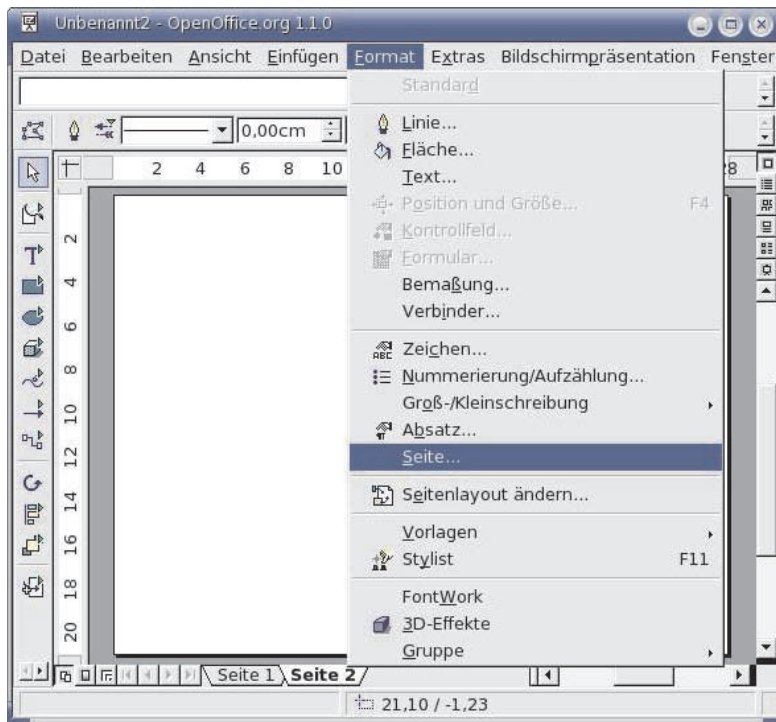 Unbenannt2 - OpenOffice.org 1.1.0
Datei Bearbeiten Ansicht Einfügen Format Extras Bildschirmpräsentation Fenster
Standard
0,00cm
Linie...
Fläche...
Text...
Position und Größe... F4
Kontrollfeld...
Formular...
Bemaßung...
Verbinder...
Zeichen...
Nummerierung/Aufzählung...
Groß-/Kleinschreibung
Absatz...
Seite...
Seitenlayout ändern...
Vorlagen
Stylist F11
FontWork
3D-Effekte
Gruppe
2 4 6 8 10 28
2
4
6
8
10
12
14
16
18
20
Seite 1 Seite 2
21,10 / -1,23